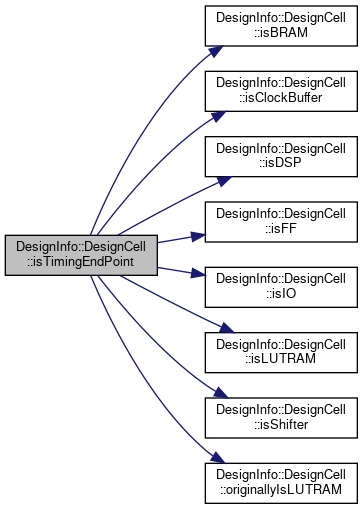 DesignInfo::DesignCell
::isTimingEndPoint
DesignInfo::DesignCell
::isBRAM
DesignInfo::DesignCell
::isClockBuffer
DesignInfo::DesignCell
::isDSP
DesignInfo::DesignCell
::isFF
DesignInfo::DesignCell
::isIO
DesignInfo::DesignCell
::isLUTRAM
DesignInfo::DesignCell
::isShifter
DesignInfo::DesignCell
::originallyIsLUTRAM